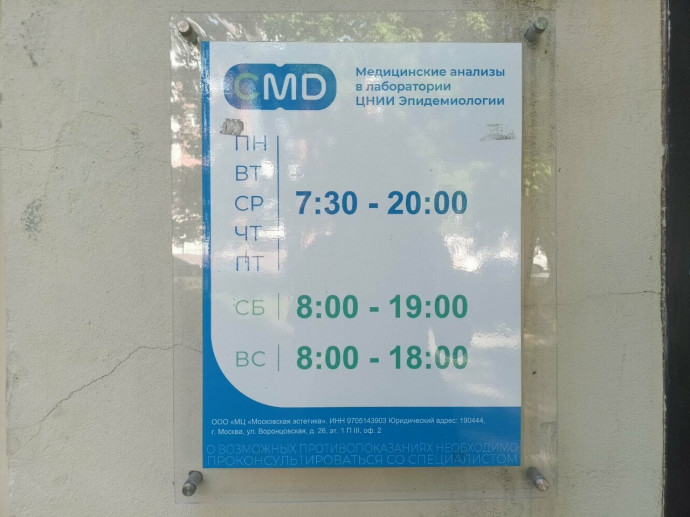 CMD
Медицинские анализы
в лаборатории
ЦНИИ Эпидемиологии
ПН
ВТ
СР 7:30 - 20:00
ЧТ
ПТ
СБ 8:00 - 19:00
ВС 8:00 - 18:00
ООО «МЦ «Московская эстетика». ИНН 9705143903 Юридический адрес: 190444,
г. Москва, ул. Воронцовская, д. 26, эт. 1 П III, оф. 2
О ВОЗМОЖНЫХ ПРОТИВОПОКАЗАНИЯХ НЕОБХОДИМО
ПРОКОНСУЛЬТИРОВАТЬСЯ СО СПЕЦИАЛИСТОМ